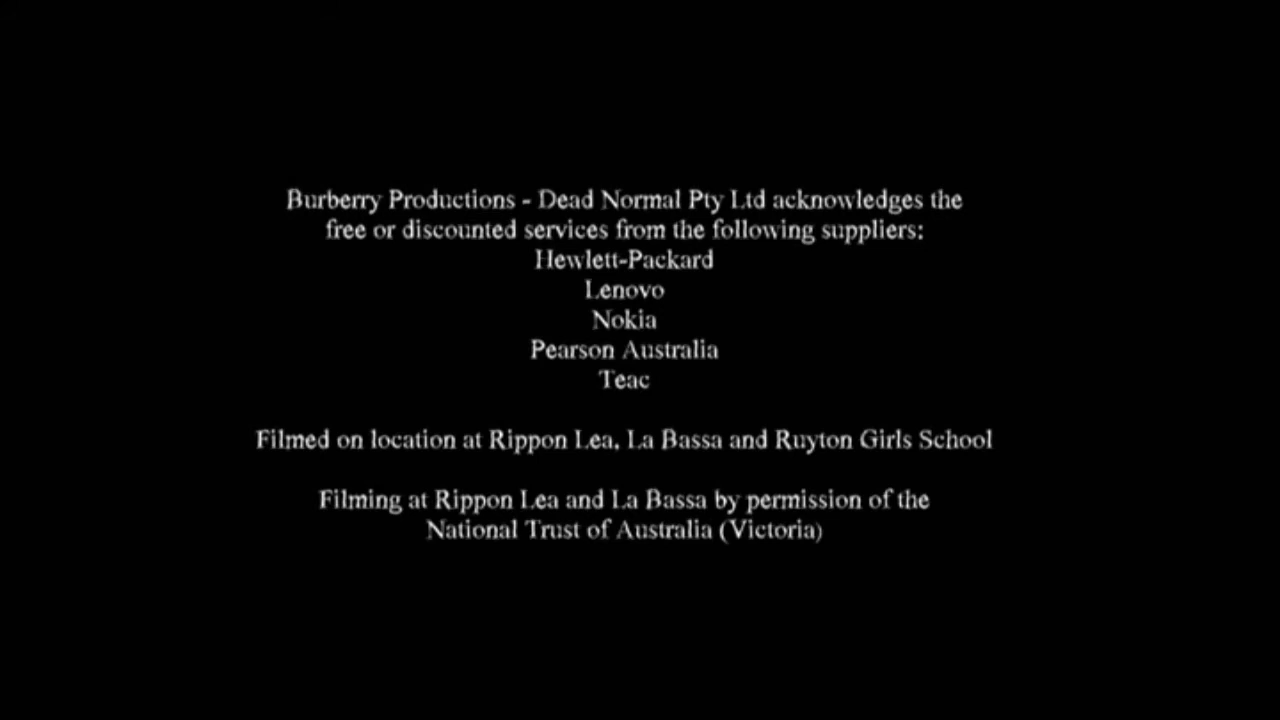 Burberry Productions - Dead Normal Pty Ltd acknowledges the
free or discounted services from the following suppliers:
Hewlett-Packard
Lenovo
Nokia
Pearson Australia
Teac
Filmed on location at Rippon Lea, La Bassa and Ruyton Girls School
Filming at Rippon Lea and La Bassa by permission of the
National Trust of Australia (Victoria)